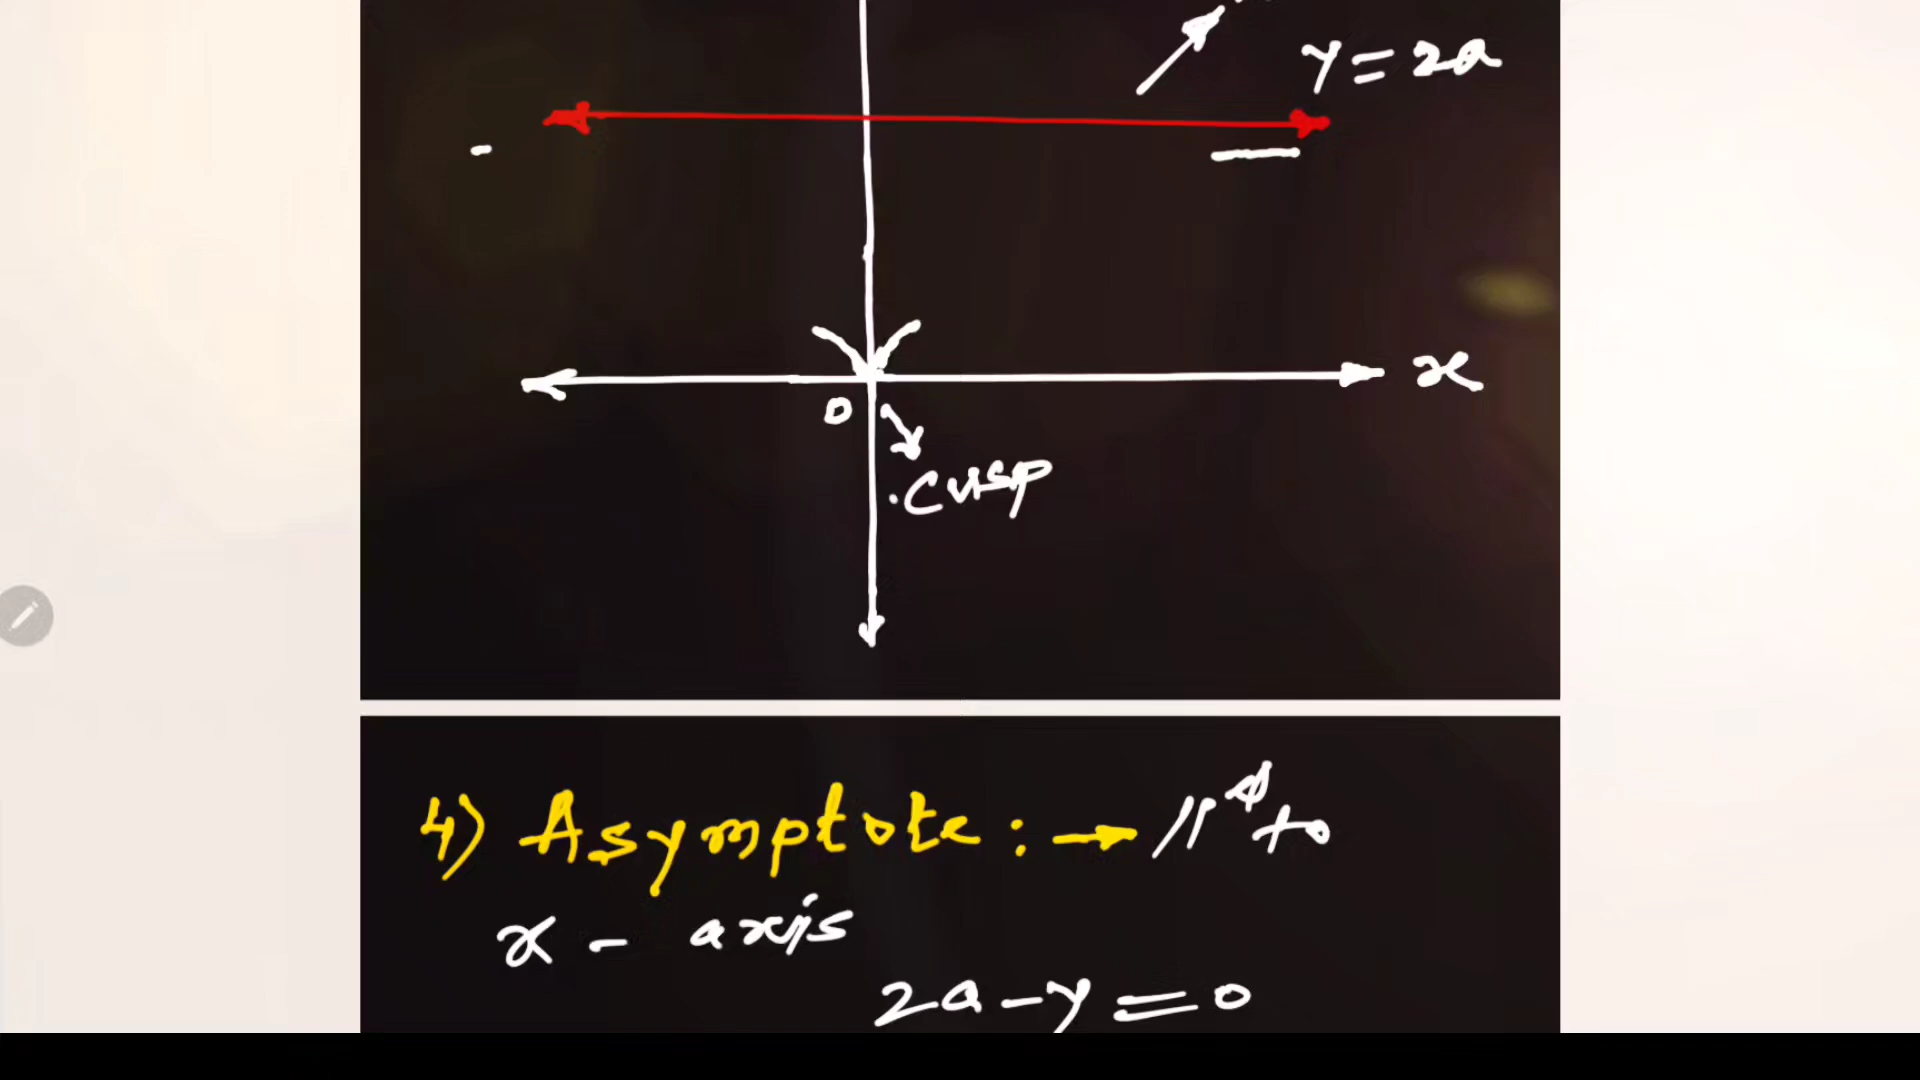 y = 2a
x
0
Cusp
4) Asymptote : → // to
x - axis
2a - y = 0